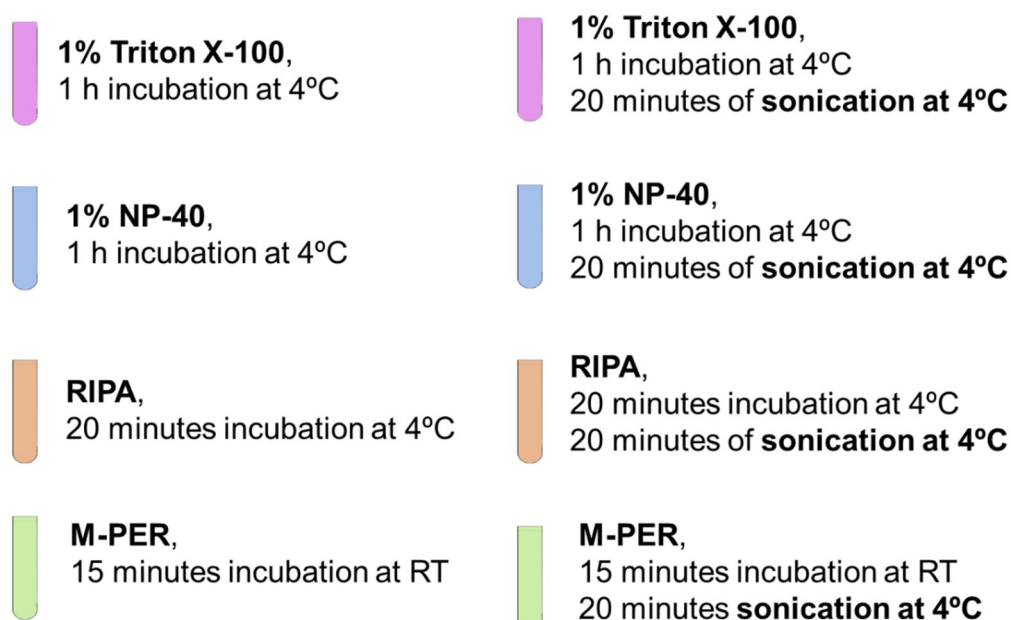 1% Triton X-100,
1 h incubation at 4ºC
1% Triton X-100,
1 h incubation at 4ºC
20 minutes of sonication at 4ºC
1% NP-40,
1 h incubation at 4ºC
1% NP-40,
1 h incubation at 4ºC
20 minutes of sonication at 4ºC
RIPA,
20 minutes incubation at 4ºC
RIPA,
20 minutes incubation at 4ºC
20 minutes of sonication at 4ºC
M-PER,
15 minutes incubation at RT
M-PER,
15 minutes incubation at RT
20 minutes sonication at 4ºC